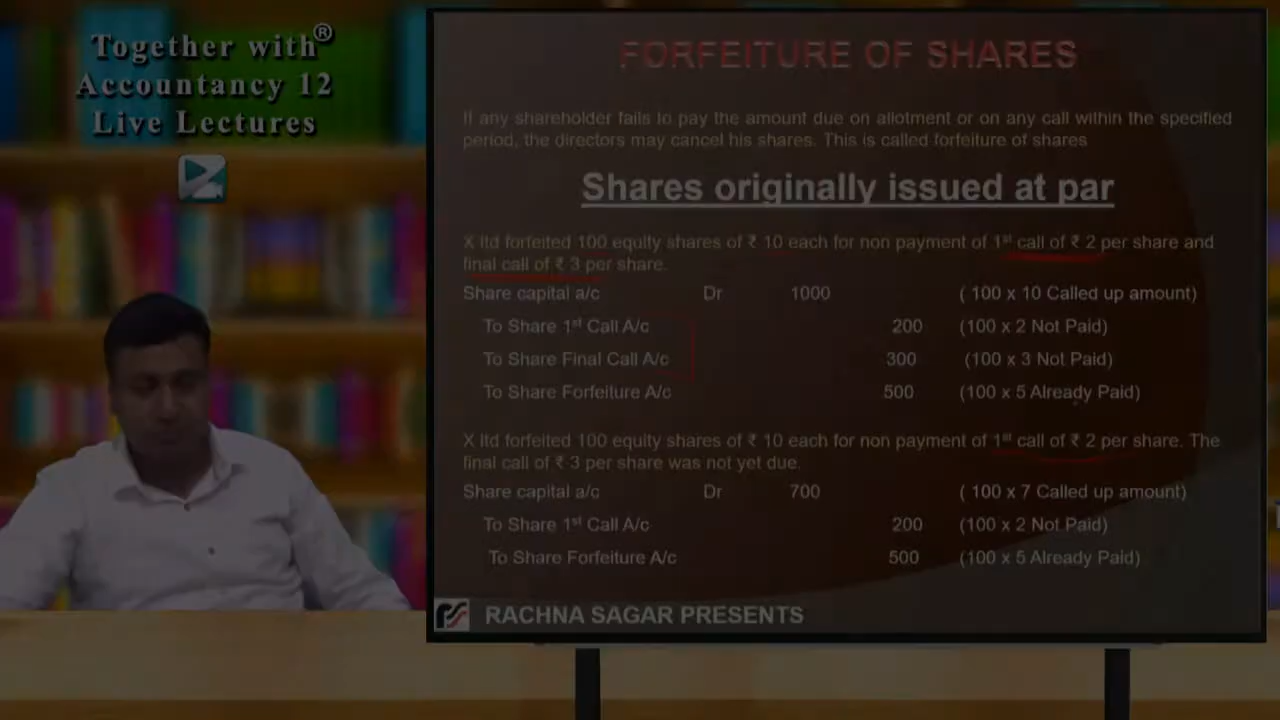 Together with®
Accountancy 12
Live Lectures
FORFEITURE OF SHARES
If any shareholder fails to pay the amount due on allotment or on any call within the specified
period, the directors may cancel his shares. This is called forfeiture of shares
Shares originally issued at par
X ltd forfeited 100 equity shares of ₹ 10 each for non payment of 1st call of ₹ 2 per share and
final call of ₹ 3 per share.
Share capital a/c Dr 1000 ( 100 x 10 Called up amount)
To Share 1st Call A/c 200 (100 x 2 Not Paid)
To Share Final Call A/c 300 (100 x 3 Not Paid)
To Share Forfeiture A/c 500 (100 x 5 Already Paid)
X ltd forfeited 100 equity shares of ₹ 10 each for non payment of 1st call of ₹ 2 per share. The
final call of ₹ 3 per share was not yet due.
Share capital a/c Dr 700 ( 100 x 7 Called up amount)
To Share 1st Call A/c 200 (100 x 2 Not Paid)
To Share Forfeiture A/c 500 (100 x 5 Already Paid)
RACHNA SAGAR PRESENTS